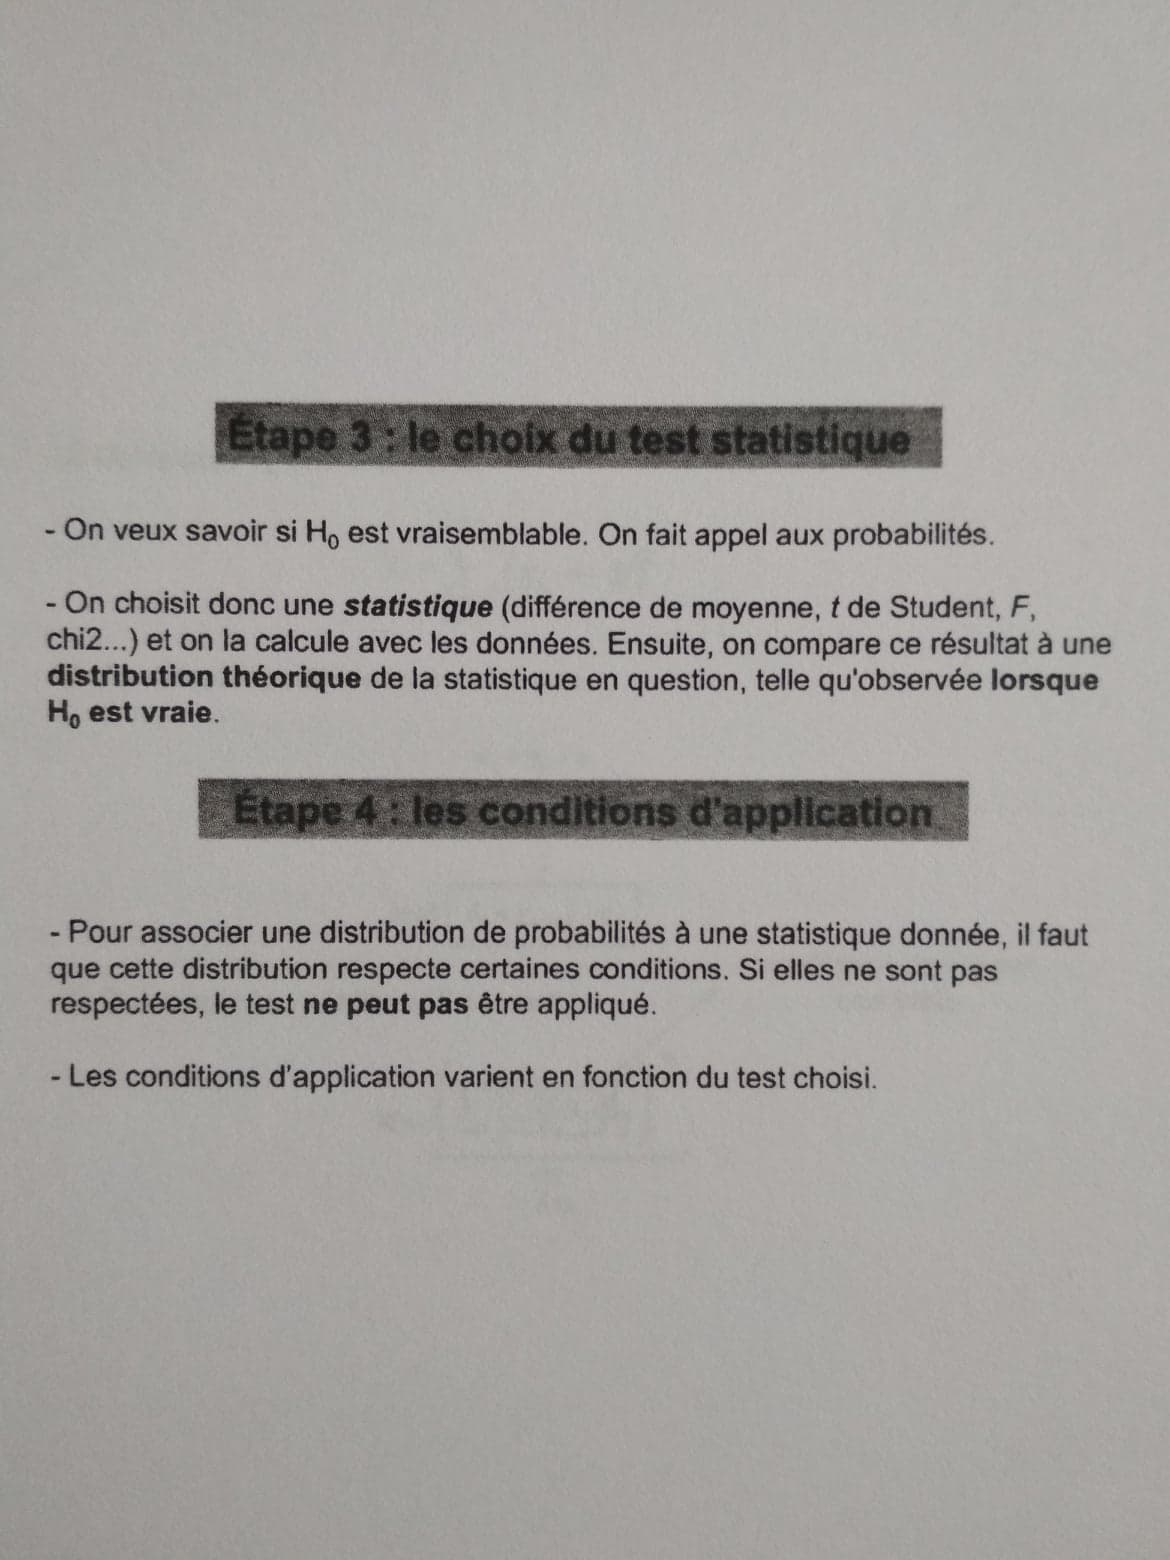 Étape 3 : le choix du test statistique
- On veux savoir si H₀ est vraisemblable. On fait appel aux probabilités.
- On choisit donc une statistique (différence de moyenne, t de Student, F,
chi2...) et on la calcule avec les données. Ensuite, on compare ce résultat à une
distribution théorique de la statistique en question, telle qu'observée lorsque
H₀ est vraie.
Étape 4 : les conditions d'application
- Pour associer une distribution de probabilités à une statistique donnée, il faut
que cette distribution respecte certaines conditions. Si elles ne sont pas
respectées, le test ne peut pas être appliqué.
- Les conditions d'application varient en fonction du test choisi.